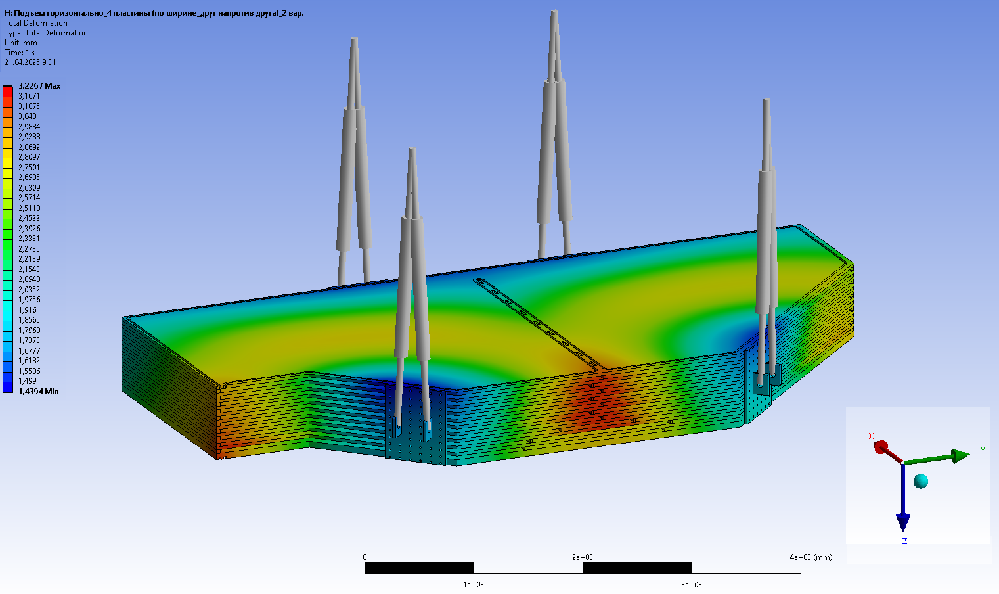 H: Подъём горизонтально_4 пластины (по ширине_друг напротив друга)_2 вар.
Total Deformation
Type: Total Deformation
Unit: mm
Time: 1 s
21.04.2025 9:31
3,2267 Max
3,1671
3,1075
3,048
2,9884
2,9288
2,8692
2,8097
2,7501
2,6905
2,6309
2,5714
2,5118
2,4522
2,3926
2,3331
2,2735
2,2139
2,1543
2,0948
2,0352
1,9756
1,916
1,8565
1,7969
1,7373
1,6777
1,6182
1,5586
1,499
1,4394 Min
X
Y
Z
0
2e+03
4e+03 (mm)
1e+03
3e+03